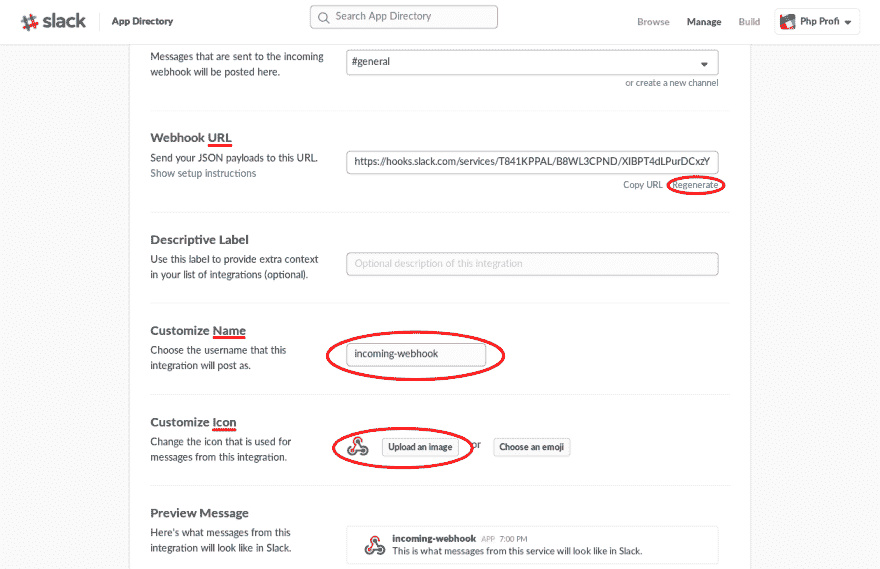 slack
App Directory
Search App Directory
Browse
Manage
Build
Php Profi
Messages that are sent to the incoming
webhook will be posted here.
#general
or create a new channel
Webhook URL
Send your JSON payloads to this URL.
Show setup instructions
https://hooks.slack.com/services/T841KPPAL/B8WL3CPND/XIBPT4dLPurDCxzY
Copy URL
Regenerate
Descriptive Label
Use this label to provide extra context
in your list of integrations (optional).
Optional description of this integration
Customize Name
Choose the username that this
integration will post as.
incoming-webhook
Customize Icon
Change the icon that is used for
messages from this integration.
Upload an image
or
Choose an emoji
Preview Message
Here's what messages from this
integration will look like in Slack.
incoming-webhook APP 7:00 PM
This is what messages from this service will look like in Slack.